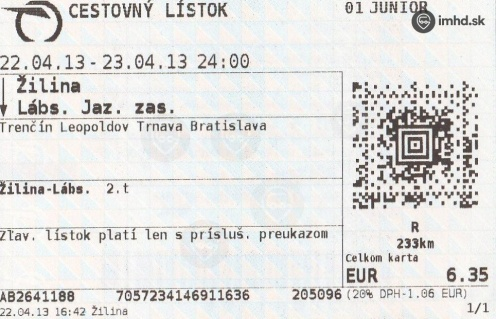 CESTOVNÝ LÍSTOK
01 JUNIOR
imhd.sk
22.04.13 - 23.04.13 24:00
Žilina
Lábs. Jaz. zas.
Trenčín Leopoldov Trnava Bratislava
Žilina-Lábs. 2.t
Zľav. lístok platí len s prísluš. preukazom
R
233km
Celkom karta
EUR 6.35
AB2641188 7057234146911636 205096 (20% DPH-1.06 EUR)
22.04.13 16:42 Žilina 1/1